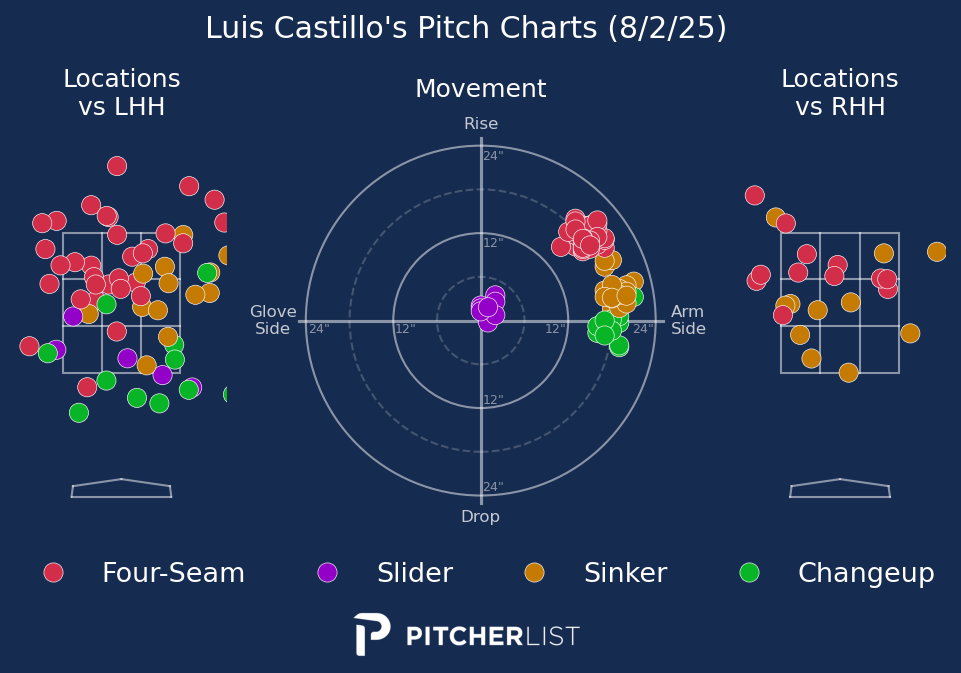 Luis Castillo's Pitch Charts (8/2/25)
Locations
vs LHH
Movement
Locations
vs RHH
Rise
24"
12"
Glove
Side
24"
12"
12"
24"
Arm
Side
12"
24"
Drop
Four-Seam
Slider
Sinker
Changeup
PITCHERLIST